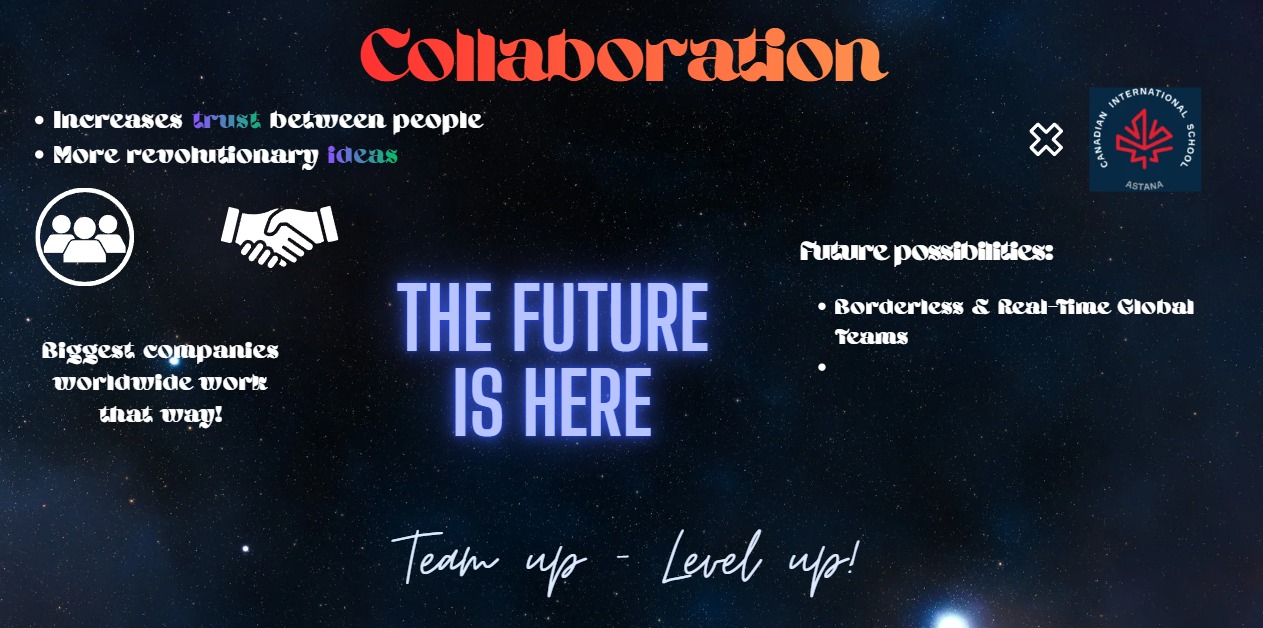 Collaboration
• Increases trust between people
• More revolutionary ideas
CANADIAN INTERNATIONAL SCHOOL
ASTANA
Biggest companies
worldwide work
that way!
THE FUTURE
IS HERE
Future possibilities:
• Borderless & Real-Time Global
Teams
•
Team up - Level up!